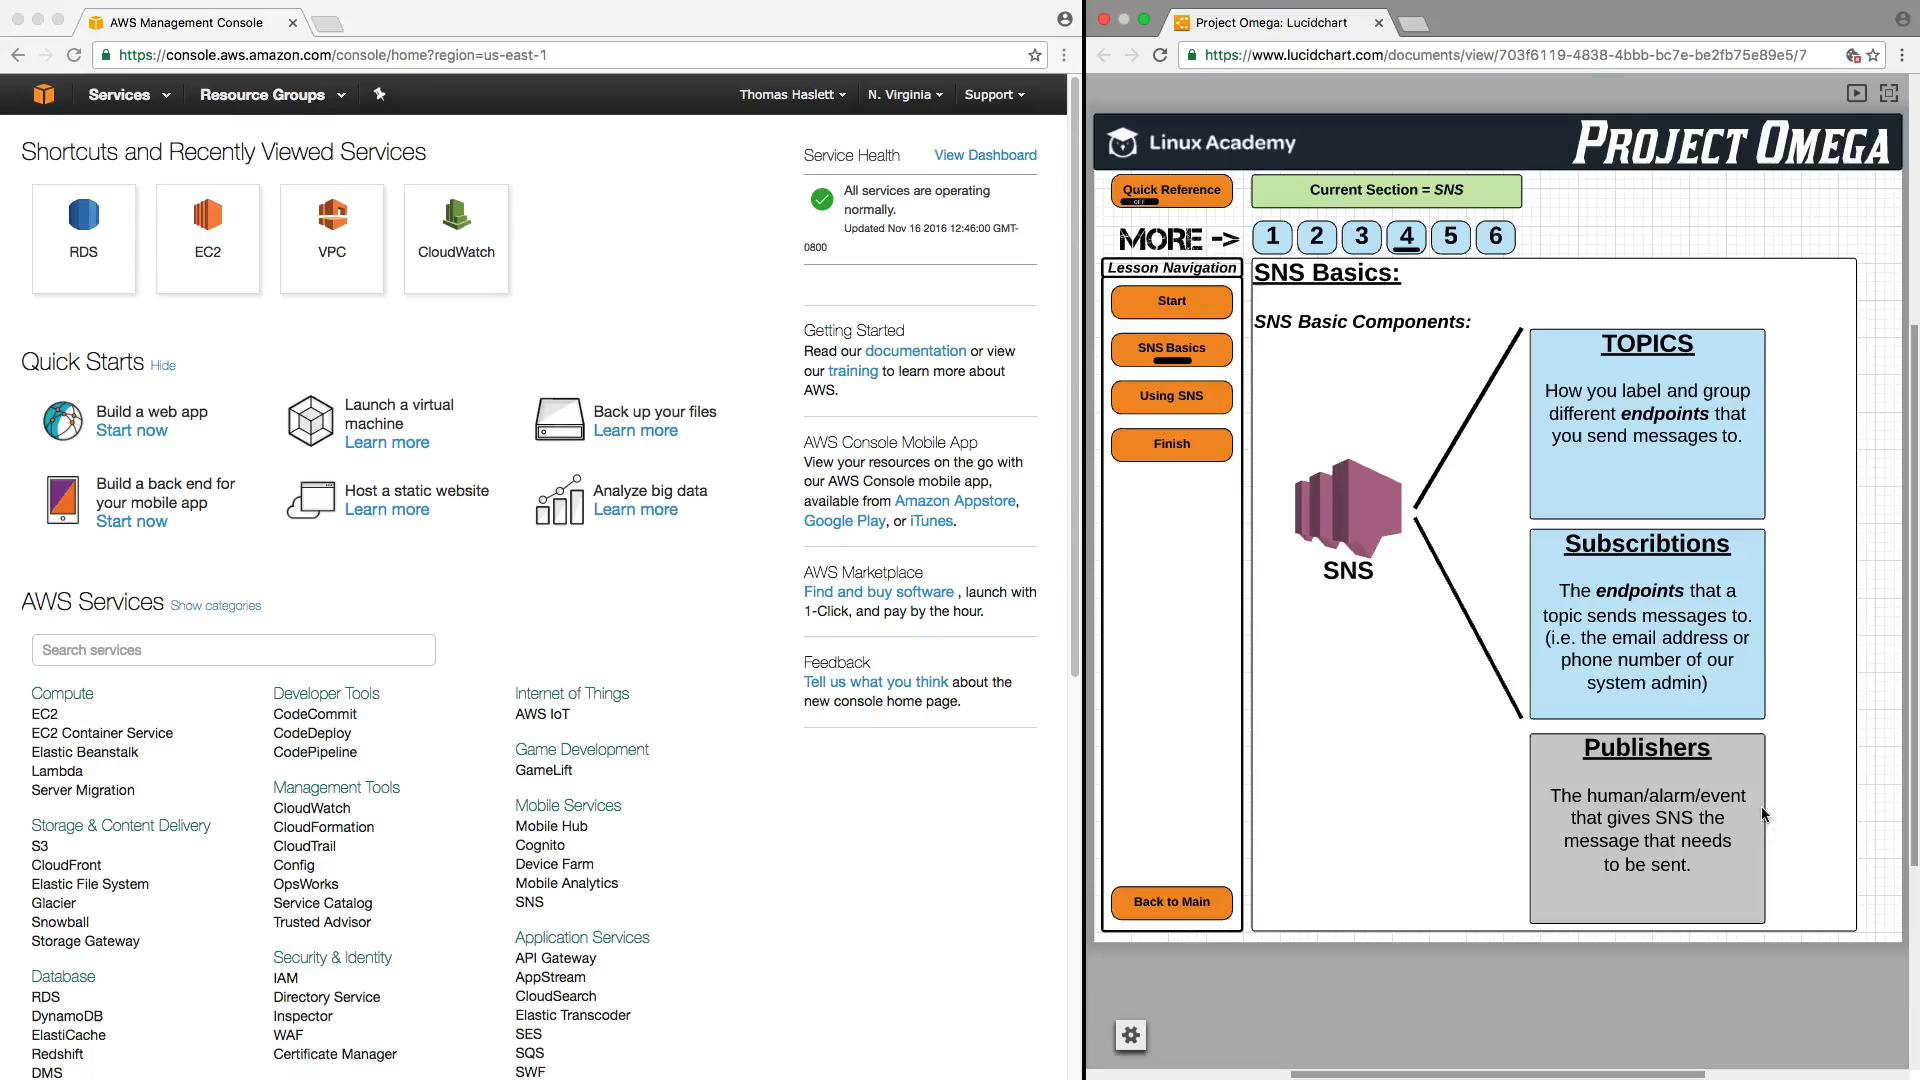 AWS Management Console
https://console.aws.amazon.com/console/home?region=us-east-1
Services
Resource Groups
Thomas Haslett
N. Virginia
Support
Shortcuts and Recently Viewed Services
RDS
EC2
VPC
CloudWatch
Quick Starts Hide
Build a web app
Start now
Launch a virtual
machine
Learn more
Back up your files
Learn more
Build a back end for
your mobile app
Start now
Host a static website
Learn more
Analyze big data
Learn more
AWS Services Show categories
Search services
Compute
EC2
EC2 Container Service
Elastic Beanstalk
Lambda
Server Migration
Storage & Content Delivery
S3
CloudFront
Elastic File System
Glacier
Snowball
Storage Gateway
Database
RDS
DynamoDB
ElastiCache
Redshift
DMS
Developer Tools
CodeCommit
CodeDeploy
CodePipeline
Management Tools
CloudWatch
CloudFormation
CloudTrail
Config
OpsWorks
Service Catalog
Trusted Advisor
Security & Identity
IAM
Directory Service
Inspector
WAF
Certificate Manager
Internet of Things
AWS IoT
Game Development
GameLift
Mobile Services
Mobile Hub
Cognito
Device Farm
Mobile Analytics
SNS
Application Services
API Gateway
AppStream
CloudSearch
Elastic Transcoder
SES
SQS
SWF
Service Health
View Dashboard
All services are operating
normally.
Updated Nov 16 2016 12:46:00 GMT-
0800
Getting Started
Read our documentation or view
our training to learn more about
AWS.
AWS Console Mobile App
View your resources on the go with
our AWS Console mobile app,
available from Amazon Appstore,
Google Play, or iTunes.
AWS Marketplace
Find and buy software , launch with
1-Click, and pay by the hour.
Feedback
Tell us what you think about the
new console home page.
Project Omega: Lucidchart
https://www.lucidchart.com/documents/view/703f6119-4838-4bbb-bc7e-be2fb75e89e5/7
Linux Academy
PROJECT OMEGA
Quick Reference
OFF
Current Section = SNS
MORE ->
1
2
3
4
5
6
Lesson Navigation
Start
SNS Basics
Using SNS
Finish
Back to Main
SNS Basics:
SNS Basic Components:
SNS
TOPICS
How you label and group
different endpoints that
you send messages to.
Subscribtions
The endpoints that a
topic sends messages to.
(i.e. the email address or
phone number of our
system admin)
Publishers
The human/alarm/event
that gives SNS the
message that needs
to be sent.